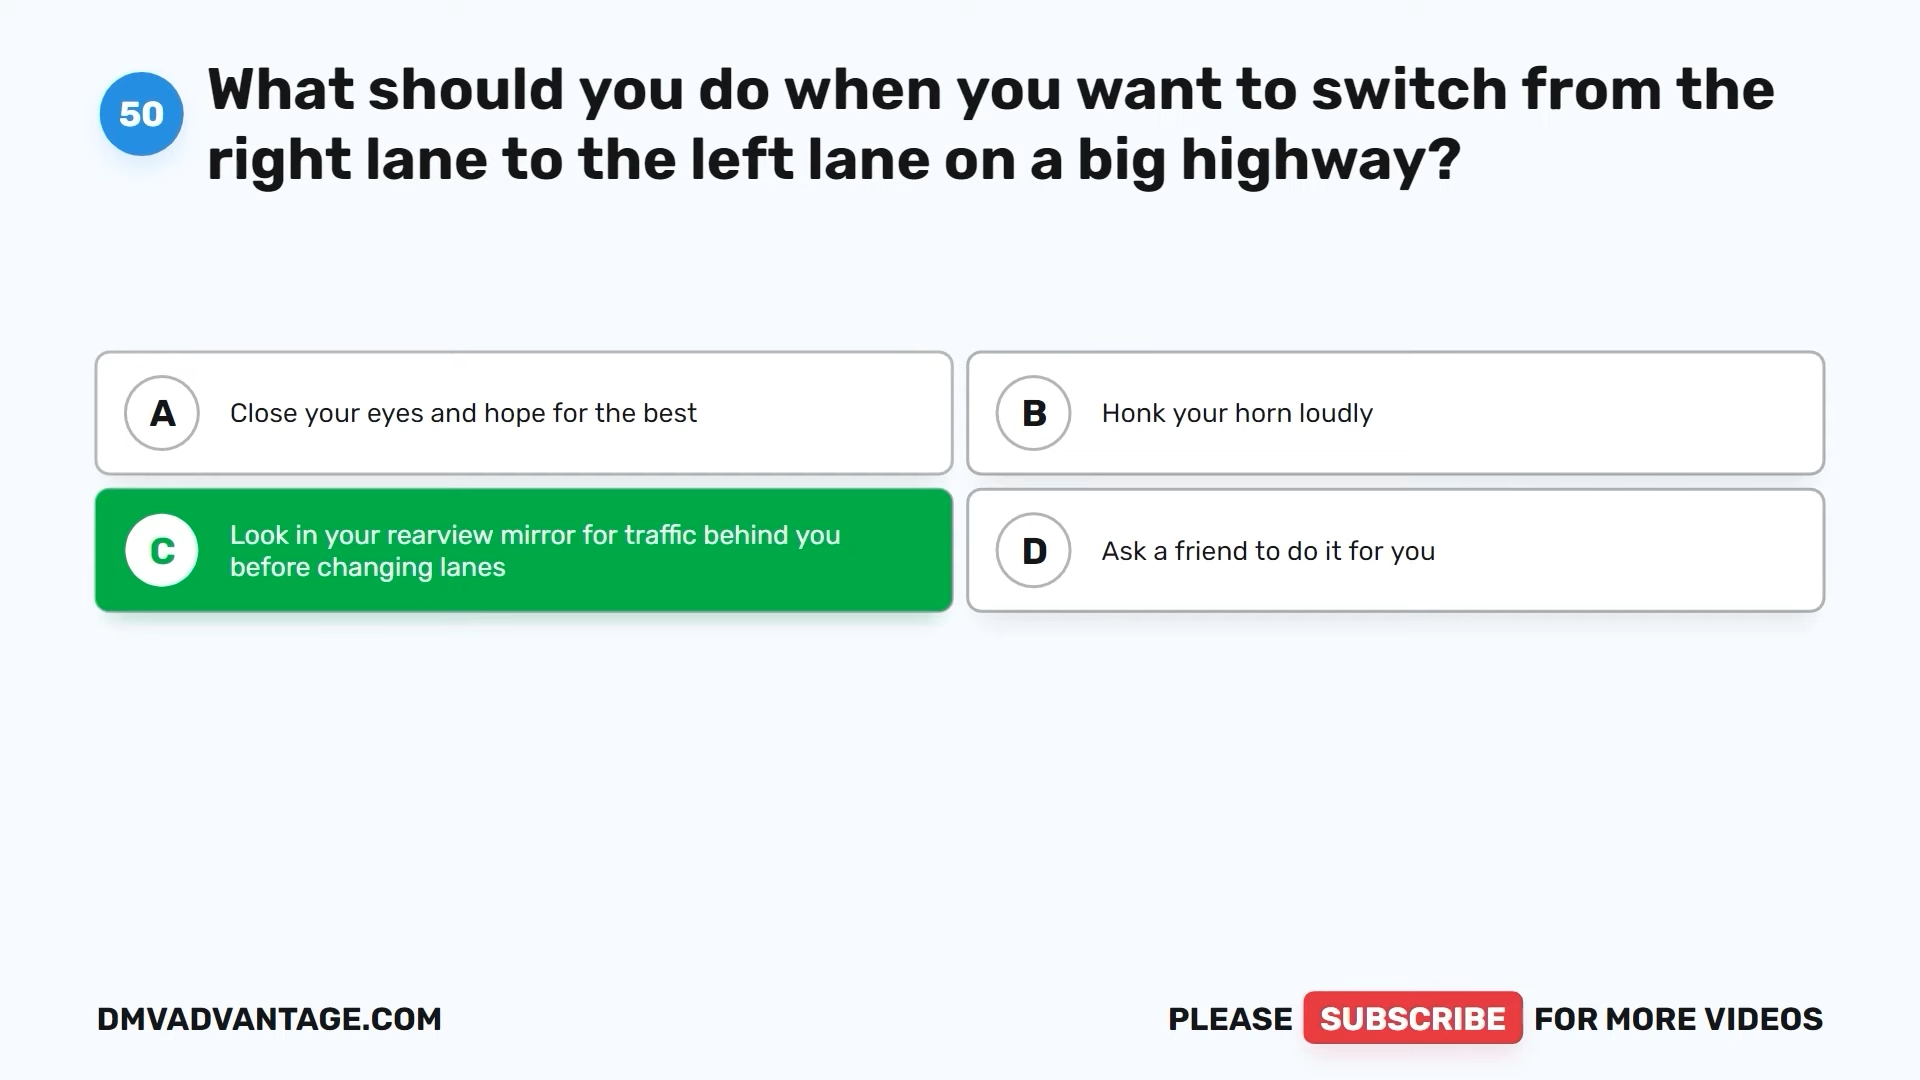 50
What should you do when you want to switch from the
right lane to the left lane on a big highway?
A
Close your eyes and hope for the best
B
Honk your horn loudly
C
Look in your rearview mirror for traffic behind you
before changing lanes
D
Ask a friend to do it for you
DMVADVANTAGE.COM
PLEASE SUBSCRIBE FOR MORE VIDEOS